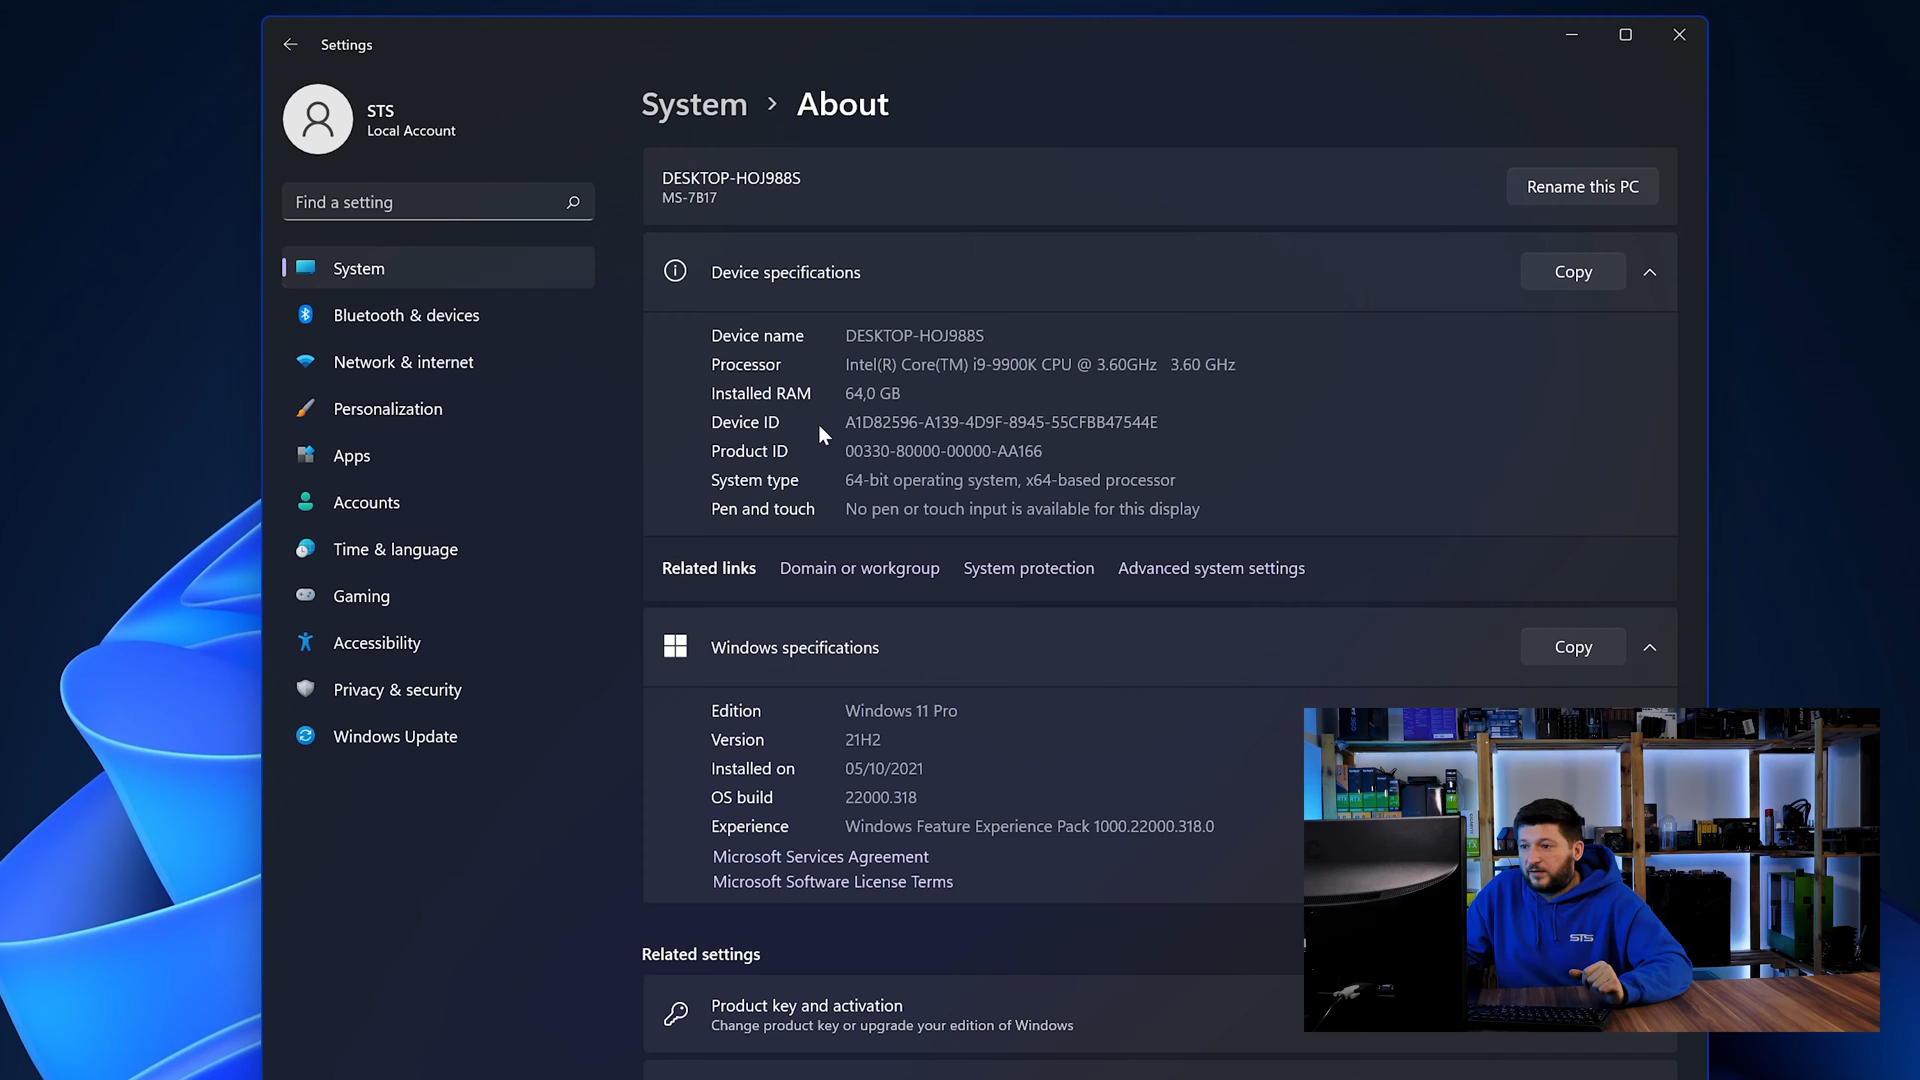 Settings
STS
Local Account
Find a setting
System
Bluetooth & devices
Network & internet
Personalization
Apps
Accounts
Time & language
Gaming
Accessibility
Privacy & security
Windows Update
System > About
DESKTOP-HOJ988S
MS-7B17
Rename this PC
Device specifications
Copy
Device name DESKTOP-HOJ988S
Processor Intel(R) Core(TM) i9-9900K CPU @ 3.60GHz 3.60 GHz
Installed RAM 64,0 GB
Device ID A1D82596-A139-4D9F-8945-55CFBB47544E
Product ID 00330-80000-00000-AA166
System type 64-bit operating system, x64-based processor
Pen and touch No pen or touch input is available for this display
Related links Domain or workgroup System protection Advanced system settings
Windows specifications
Copy
Edition Windows 11 Pro
Version 21H2
Installed on 05/10/2021
OS build 22000.318
Experience Windows Feature Experience Pack 1000.22000.318.0
Microsoft Services Agreement
Microsoft Software License Terms
Related settings
Product key and activation
Change product key or upgrade your edition of Windows
STS